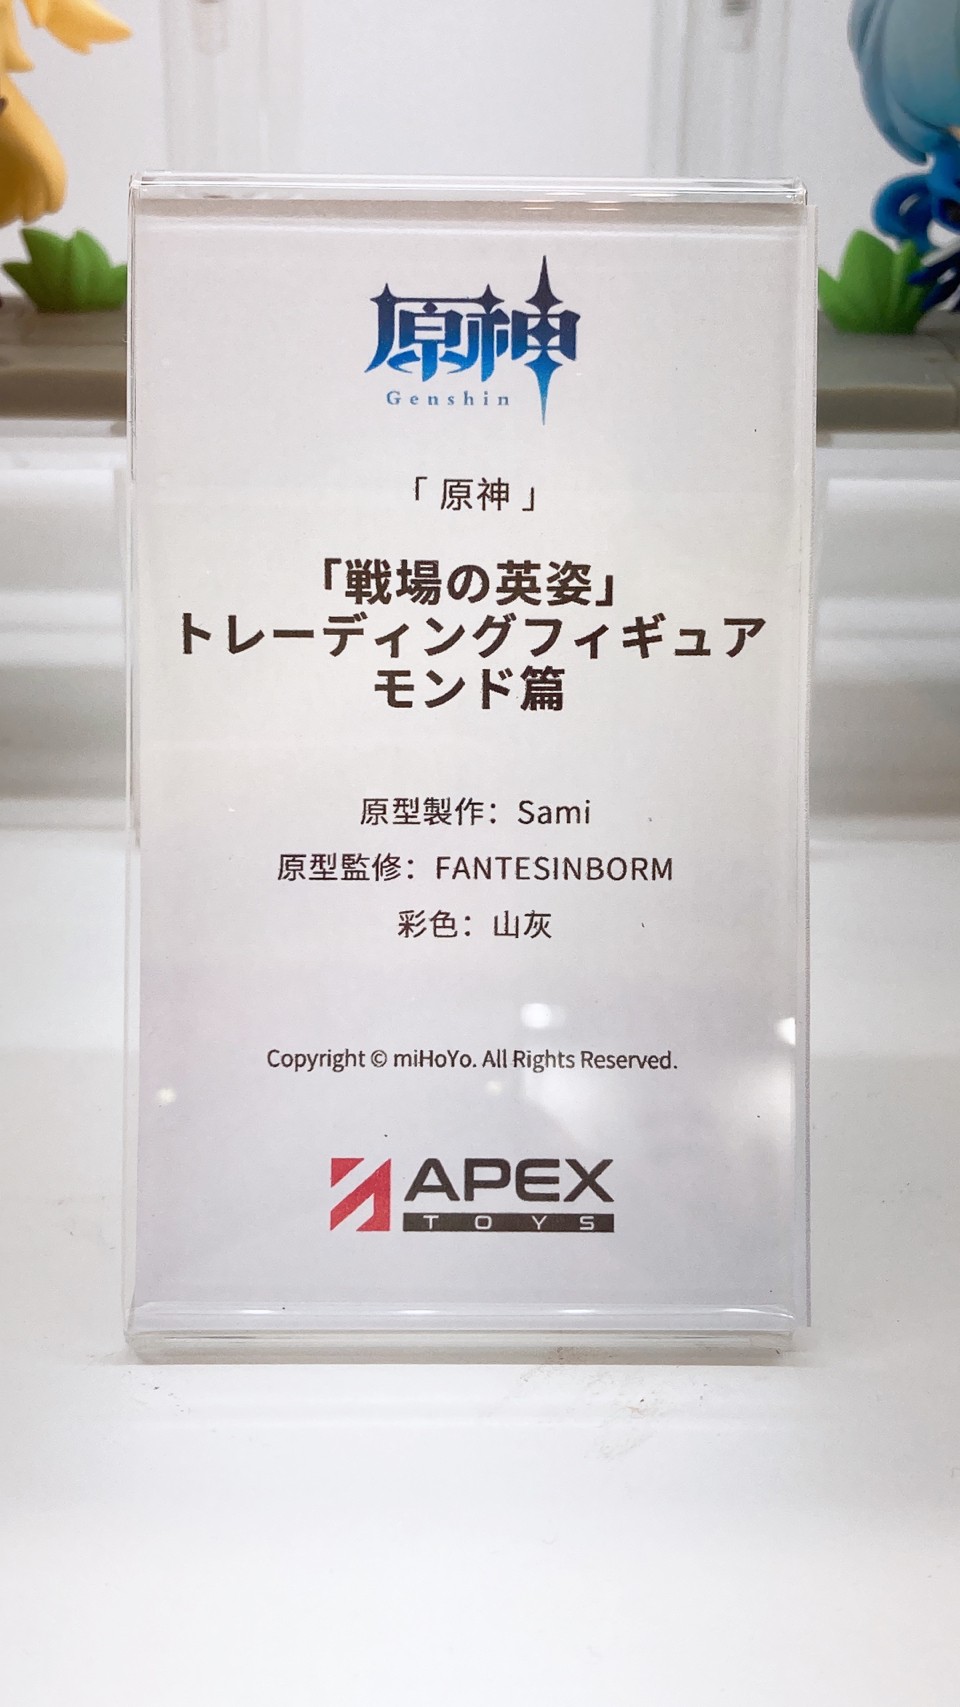 原神
Genshin
「 原神 」
「戦場の英姿」
トレーディングフィギュア
モンド篇
原型製作：Sami
原型監修：FANTESINBORM
彩色：山灰
Copyright © miHoYo. All Rights Reserved.
APEX
TOYS